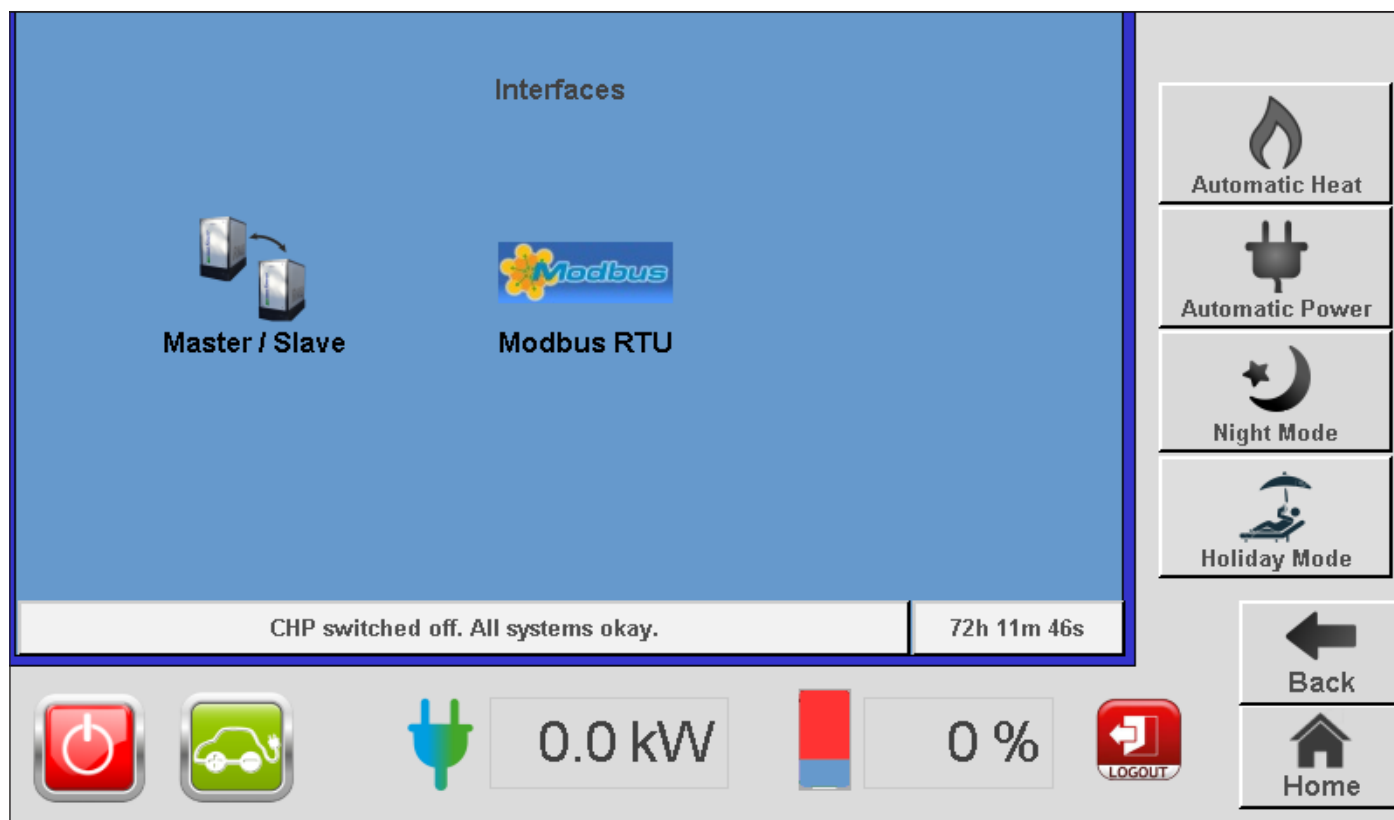 Interfaces
Automatic Heat
Automatic Power
Modbus
Master / Slave
Modbus RTU
Night Mode
Holiday Mode
CHP switched off. All systems okay.
72h 11m 46s
Back
0.0 kW
0 %
LOGOUT
Home